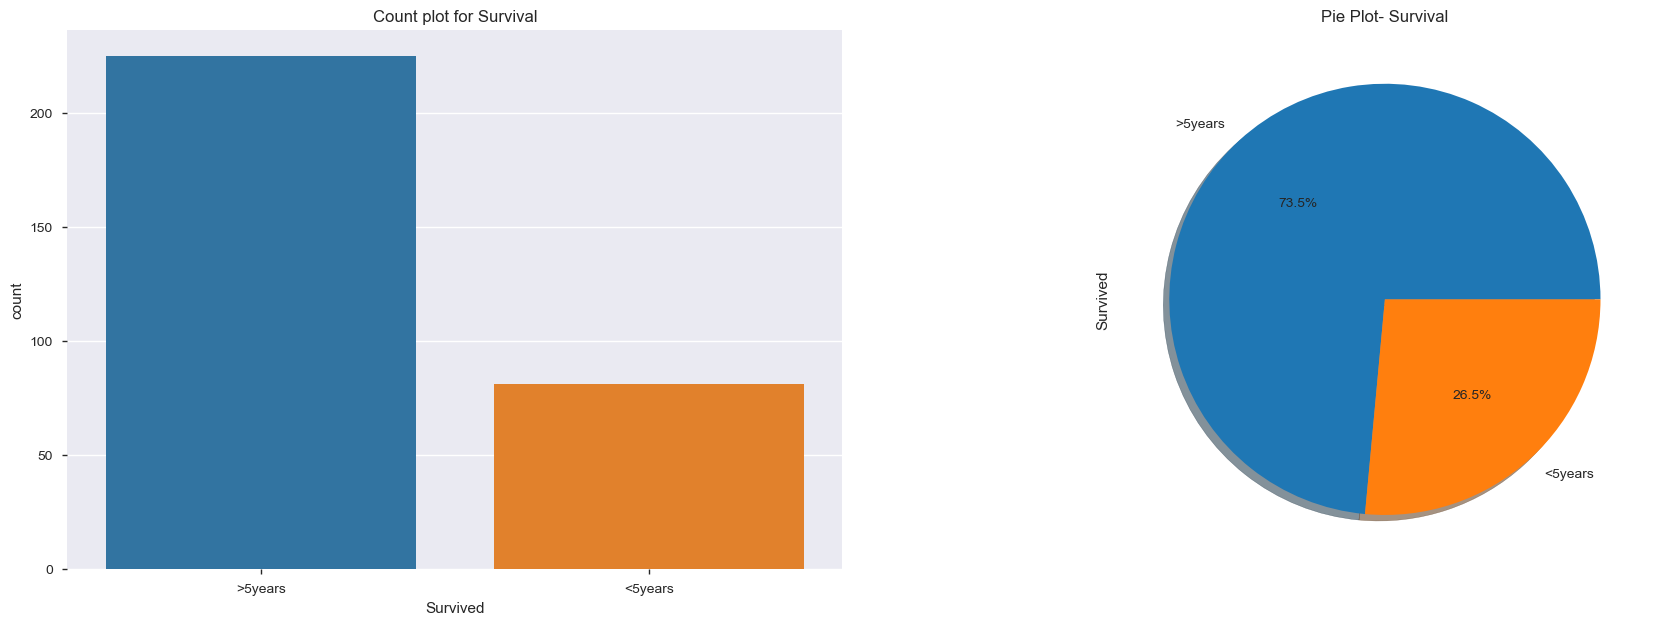 Count plot for Survival
200
150
100
50
0
count
>5years
<5years
Survived
Pie Plot- Survival
>5years
73.5%
Survived
26.5%
<5years